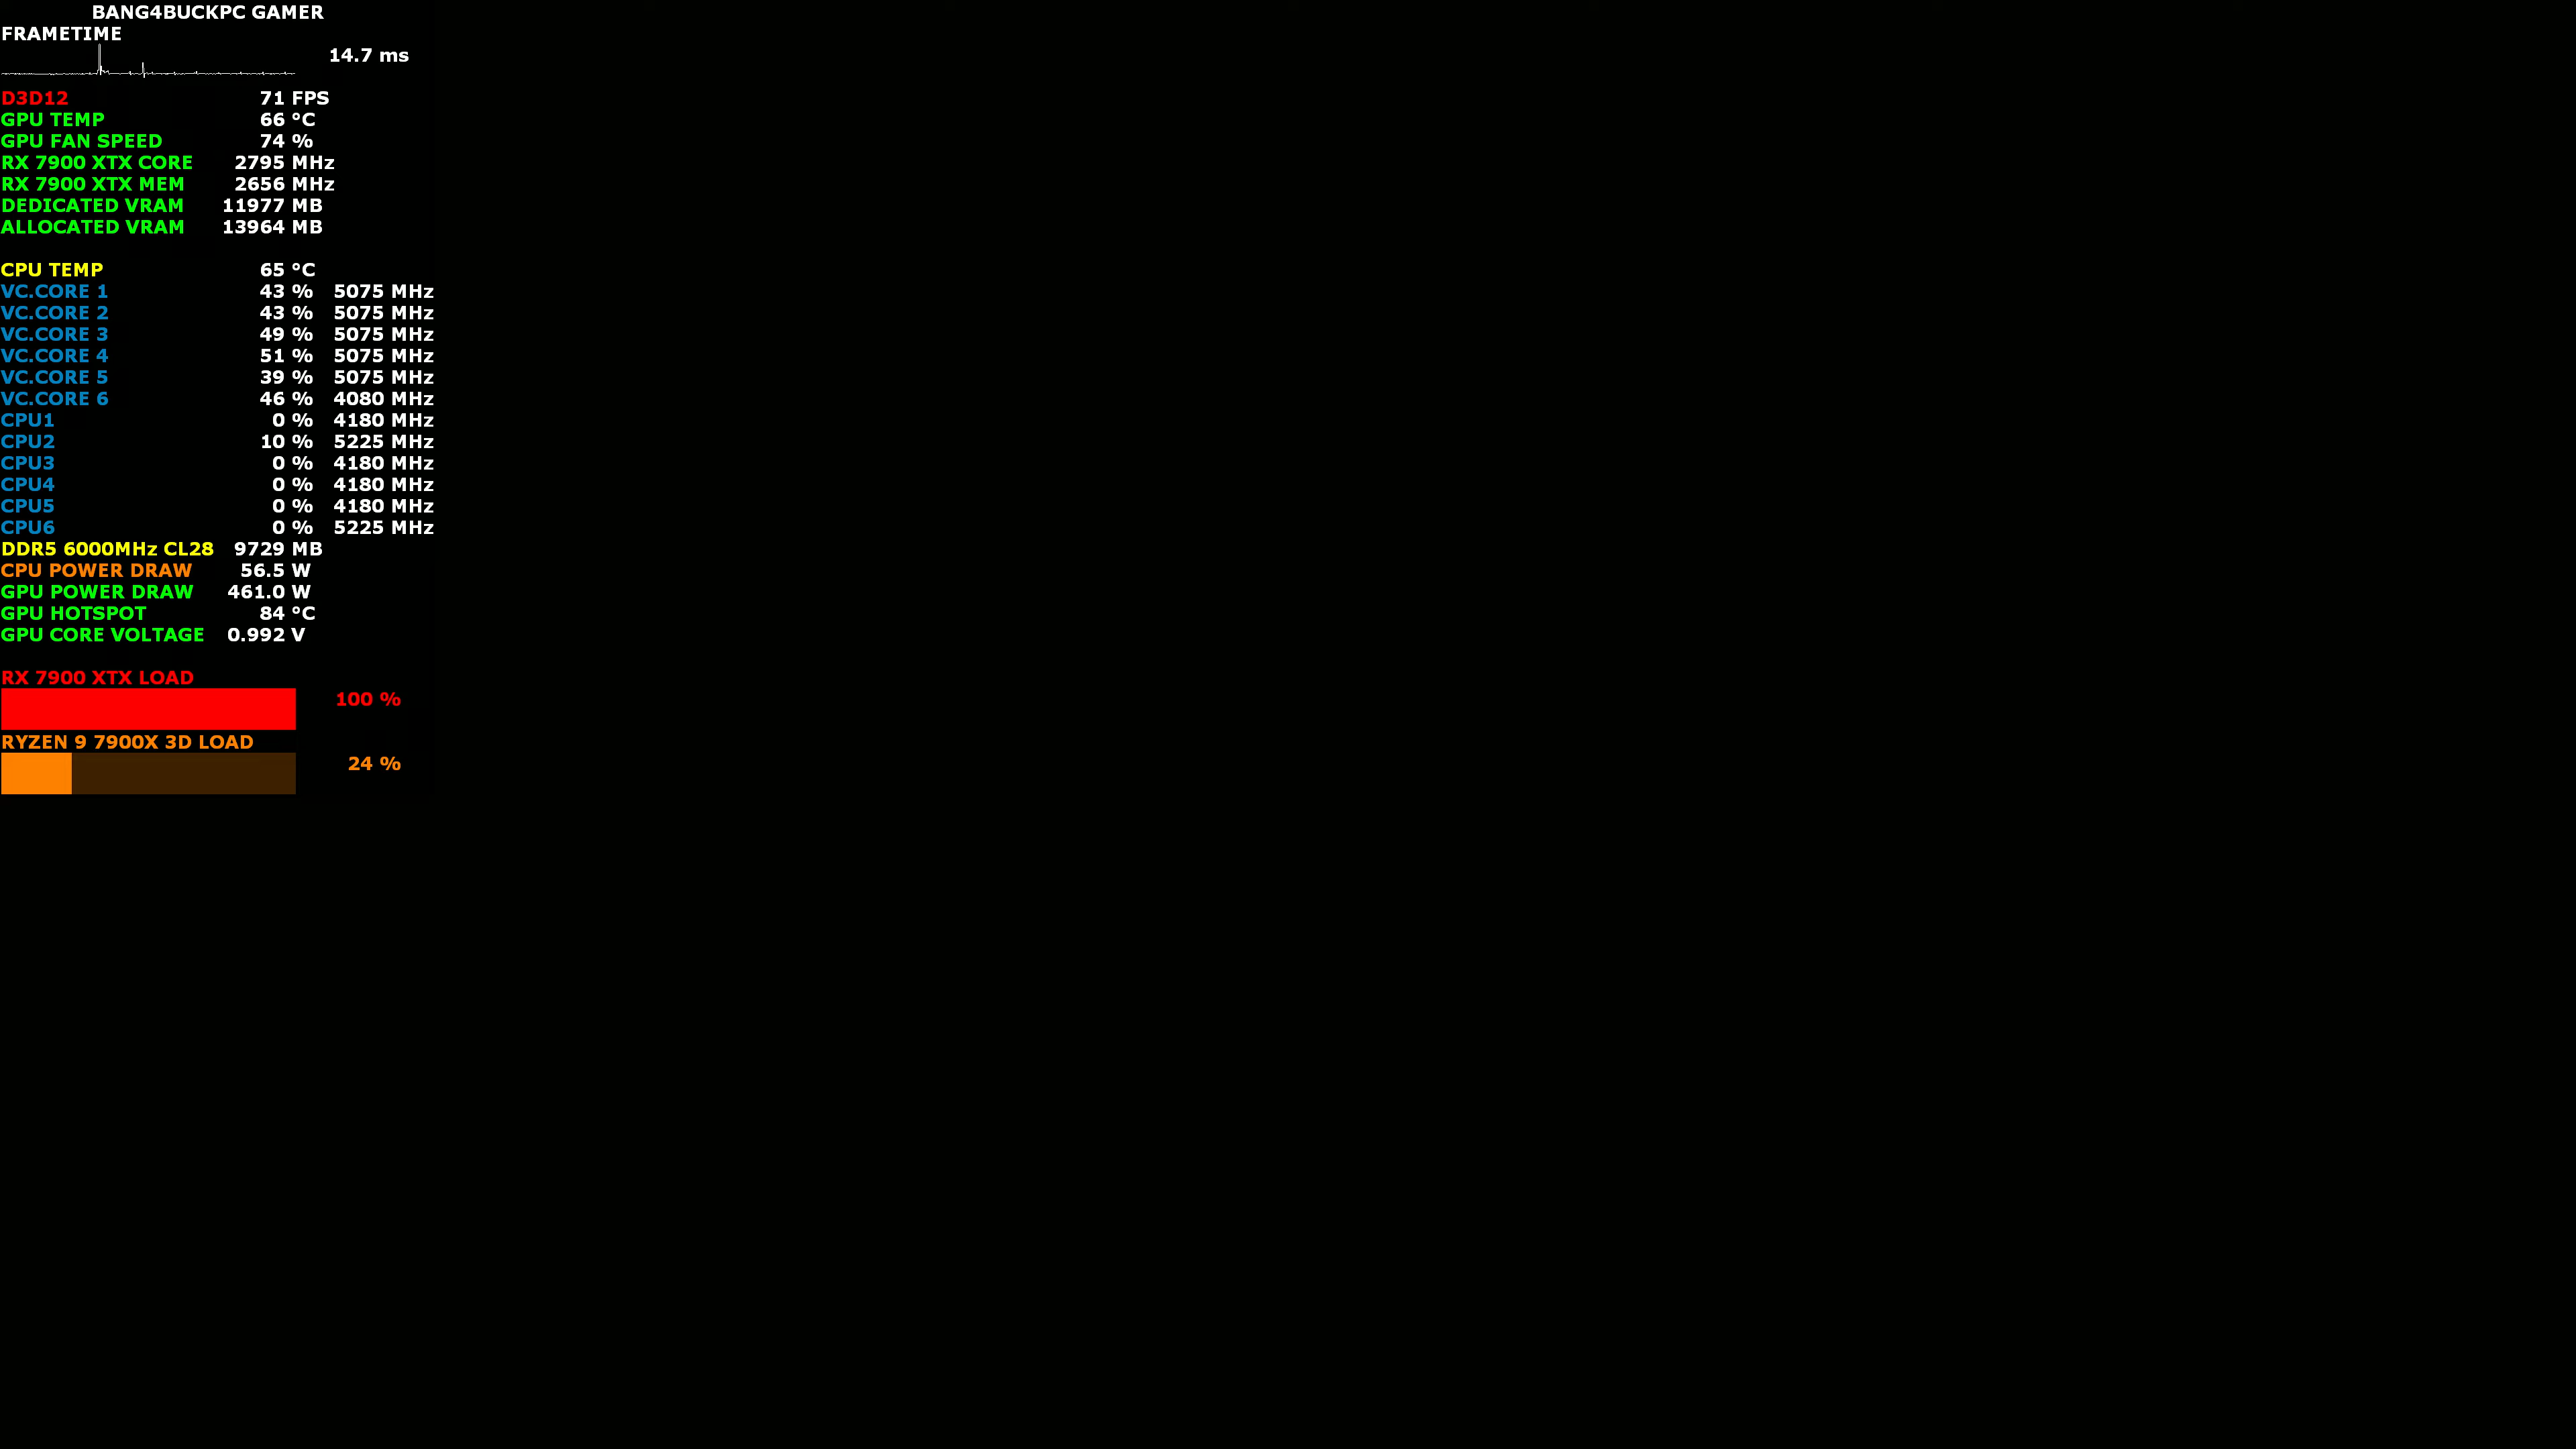 BANG4BUCKPC GAMER
FRAMETIME
14.7 ms
D3D12 71 FPS
GPU TEMP 66 °C
GPU FAN SPEED 74 %
RX 7900 XTX CORE 2795 MHz
RX 7900 XTX MEM 2656 MHz
DEDICATED VRAM 11977 MB
ALLOCATED VRAM 13964 MB
CPU TEMP 65 °C
VC.CORE 1 43 % 5075 MHz
VC.CORE 2 43 % 5075 MHz
VC.CORE 3 49 % 5075 MHz
VC.CORE 4 51 % 5075 MHz
VC.CORE 5 39 % 5075 MHz
VC.CORE 6 46 % 4080 MHz
CPU1 0 % 4180 MHz
CPU2 10 % 5225 MHz
CPU3 0 % 4180 MHz
CPU4 0 % 4180 MHz
CPU5 0 % 4180 MHz
CPU6 0 % 5225 MHz
DDR5 6000MHz CL28 9729 MB
CPU POWER DRAW 56.5 W
GPU POWER DRAW 461.0 W
GPU HOTSPOT 84 °C
GPU CORE VOLTAGE 0.992 V
RX 7900 XTX LOAD
100 %
RYZEN 9 7900X 3D LOAD
24 %